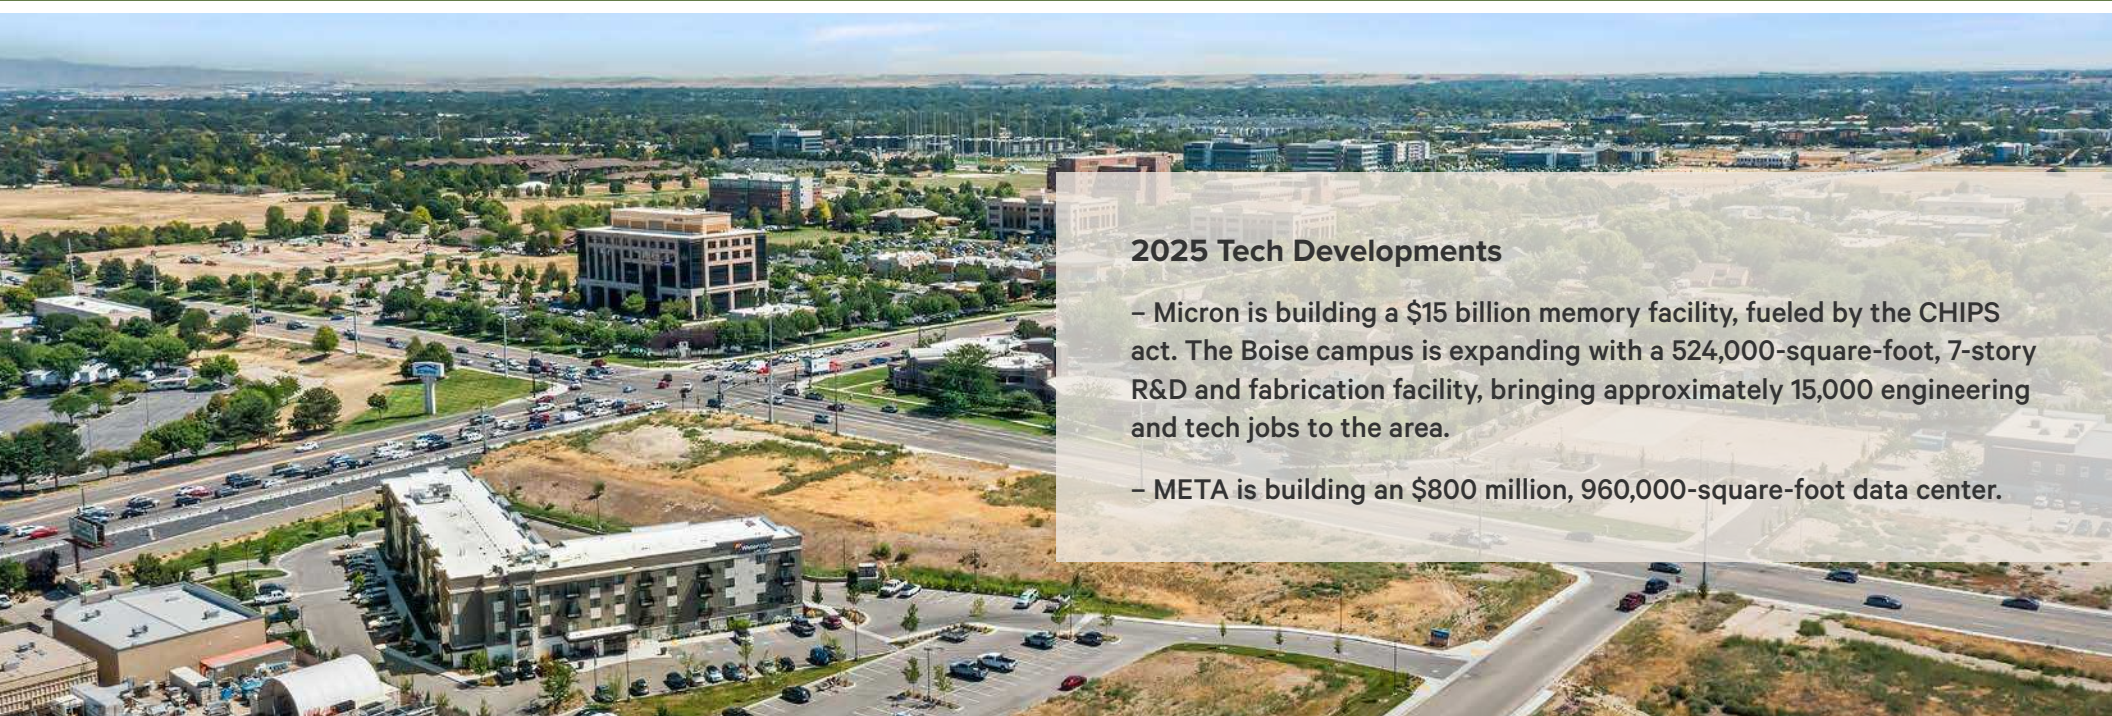 2025 Tech Developments
– Micron is building a $15 billion memory facility, fueled by the CHIPS
act. The Boise campus is expanding with a 524,000-square-foot, 7-story
R&D and fabrication facility, bringing approximately 15,000 engineering
and tech jobs to the area.
– META is building an $800 million, 960,000-square-foot data center.